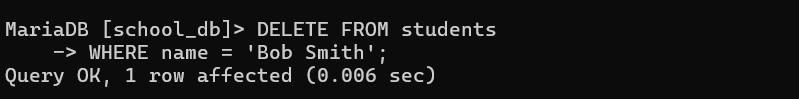 MariaDB [school_db]> DELETE FROM students
    -> WHERE name = 'Bob Smith';
Query OK, 1 row affected (0.006 sec)